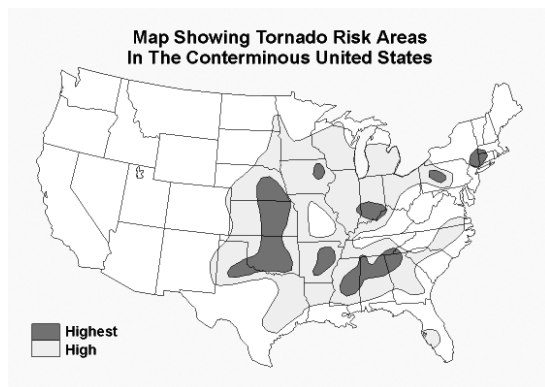 Map Showing Tornado Risk Areas
In The Conterminous United States
Highest
High